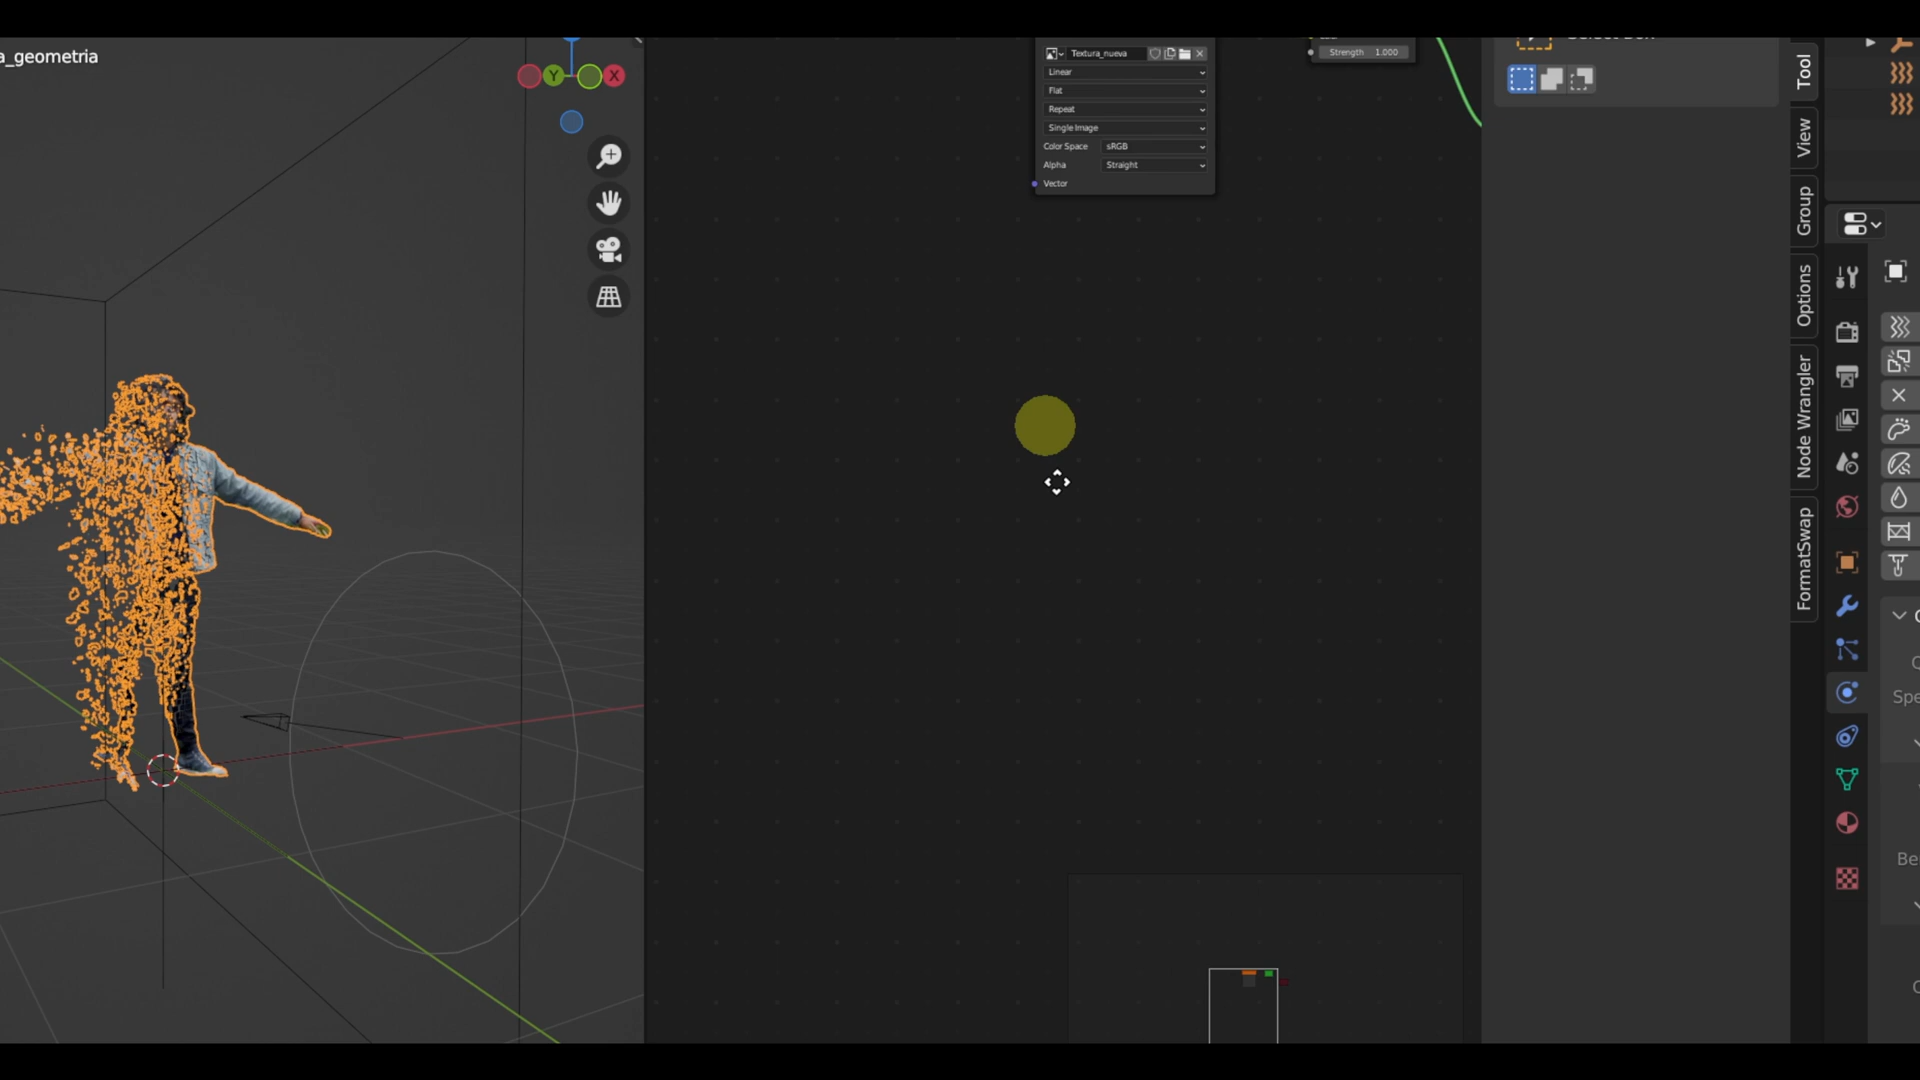 a_geometria
Y
X
Textura_nueva
Linear
Flat
Repeat
Single Image
Color Space sRGB
Alpha Straight
Vector
Strength 1.000
Tool
View
Group
Options
Node Wrangler
FormatSwap
Spe
Be